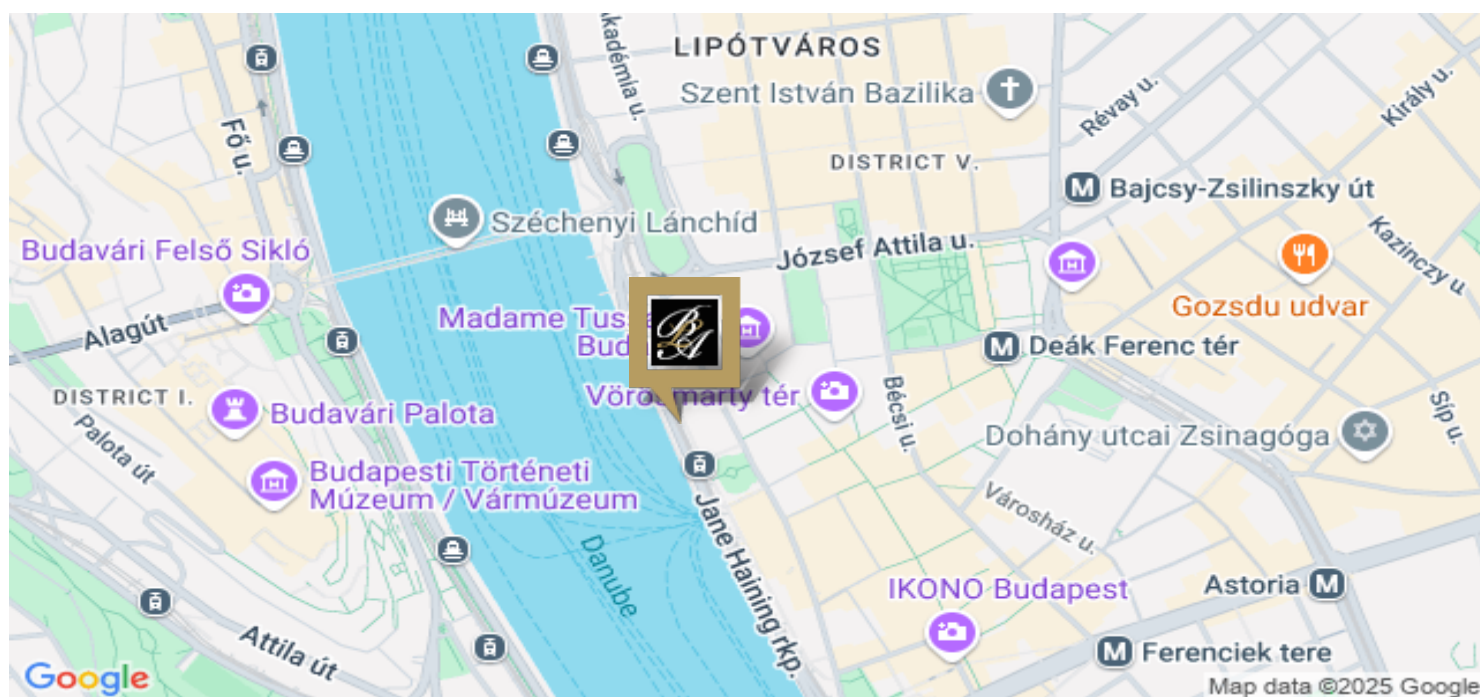 LIPÓTVÁROS
Akadémia u.
Szent István Bazilika
Révay u.
Király u.
Fő u.
DISTRICT V.
M Bajcsy-Zsilinszky út
Széchenyi Lánchíd
Budavári Felső Sikló
József Attila u.
Kazinczy u
Gozsdu udvar
Alagút
Madame Tuss
Bud
BA
M Deák Ferenc tér
DISTRICT I.
Budavári Palota
Palota út
Vörösmarty tér
Bécsi u.
Síp u.
Dohány utcai Zsinagóga
Budapesti Történeti
Múzeum / Vármúzeum
Városház u.
Jane Haining rkp.
Danube
IKONO Budapest
Astoria M
Attila út
M Ferenciek tere
Google
Map data ©2025 Google